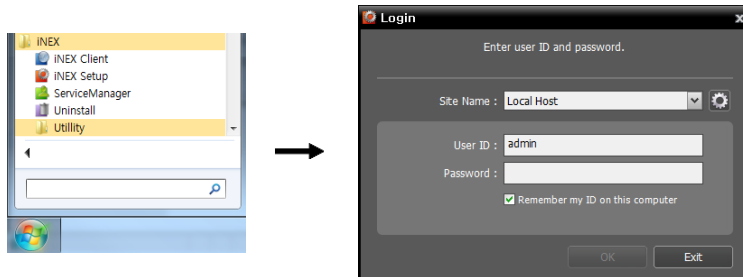 iNEX
iNEX Client
iNEX Setup
ServiceManager
Uninstall
Utillity
Login
x
Enter user ID and password.
Site Name : Local Host
User ID : admin
Password :
Remember my ID on this computer
OK Exit